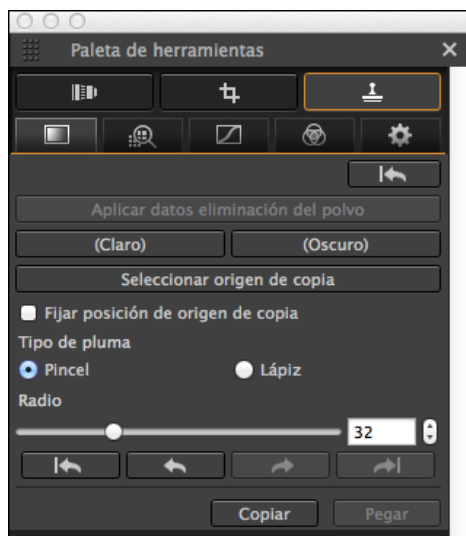 Paleta de herramientas
Aplicar datos eliminación del polvo
(Claro) (Oscuro)
Seleccionar origen de copia
Fijar posición de origen de copia
Tipo de pluma
Pincel Lápiz
Radio
32
Copiar Pegar